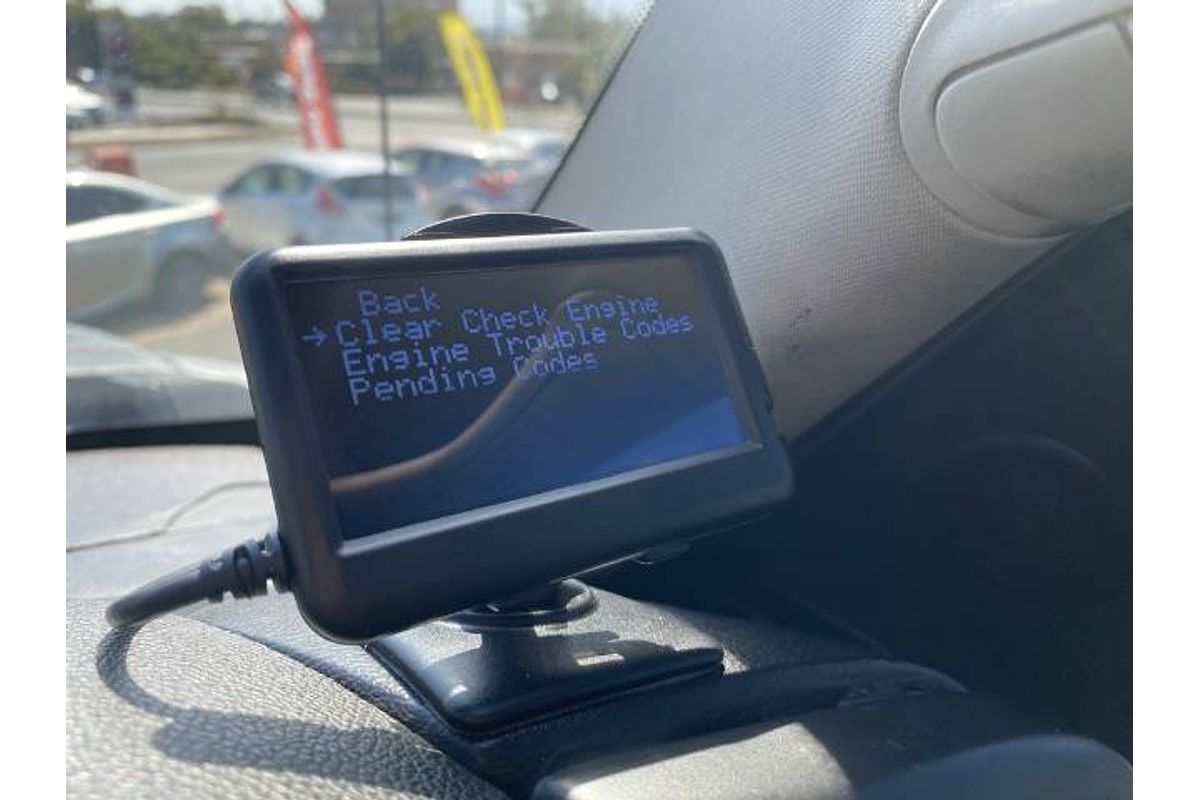 Back
→Clear Check Engine
Engine Trouble Codes
Pending Codes